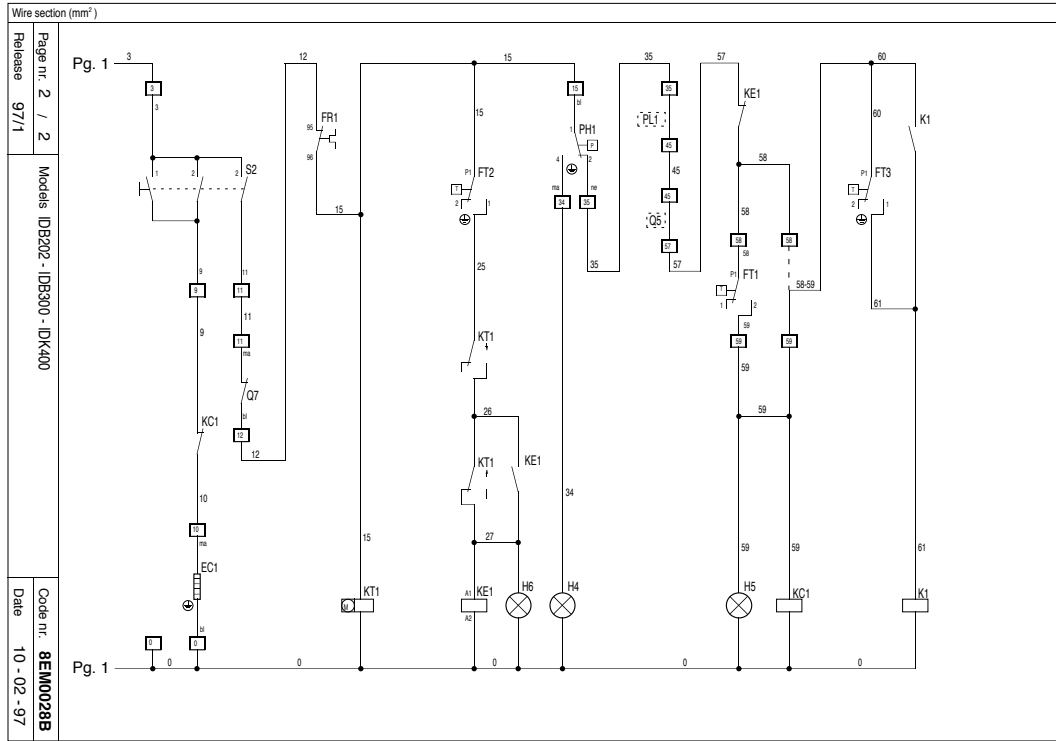 Wire section (mm²)
Page nr. 2 / 2
Release 97/1
Models IDB202 - IDB300 - IDK400
Code nr. 8EM0028B
Date 10 - 02 - 97
Pg. 1
3
3
3
1
2
2
S2
9
9
9
KC1
10
10
ma
EC1
bl
0
0
11
11
11
11
ma
Q7
bl
12
12
12
95
FR1
96
15
15
15
KT1
M
15
15
P1
FT2
T
2
1
25
KT1
26
KT1
KE1
27
A1
KE1
A2
H6
15
bl
1
PH1
P
4
2
ma
ne
34
35
34
H4
35
35
35
PL1
45
45
45
Q5
57
57
57
KE1
58
58
58
58
58
P1
FT1
T
1
2
59
59
59
59
59
59
59
H5
KC1
58-59
60
60
K1
P1
FT3
T
2
1
61
61
K1
Pg. 1
0
0
0
0
0